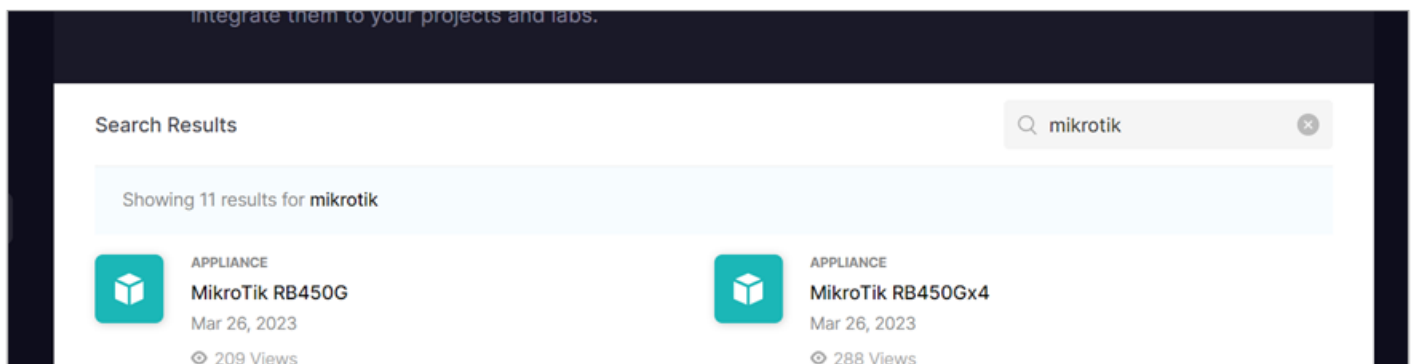 integrate them to your projects and labs.
Search Results
mikrotik
Showing 11 results for mikrotik
APPLIANCE
MikroTik RB450G
Mar 26, 2023
209 Views
APPLIANCE
MikroTik RB450Gx4
Mar 26, 2023
288 Views